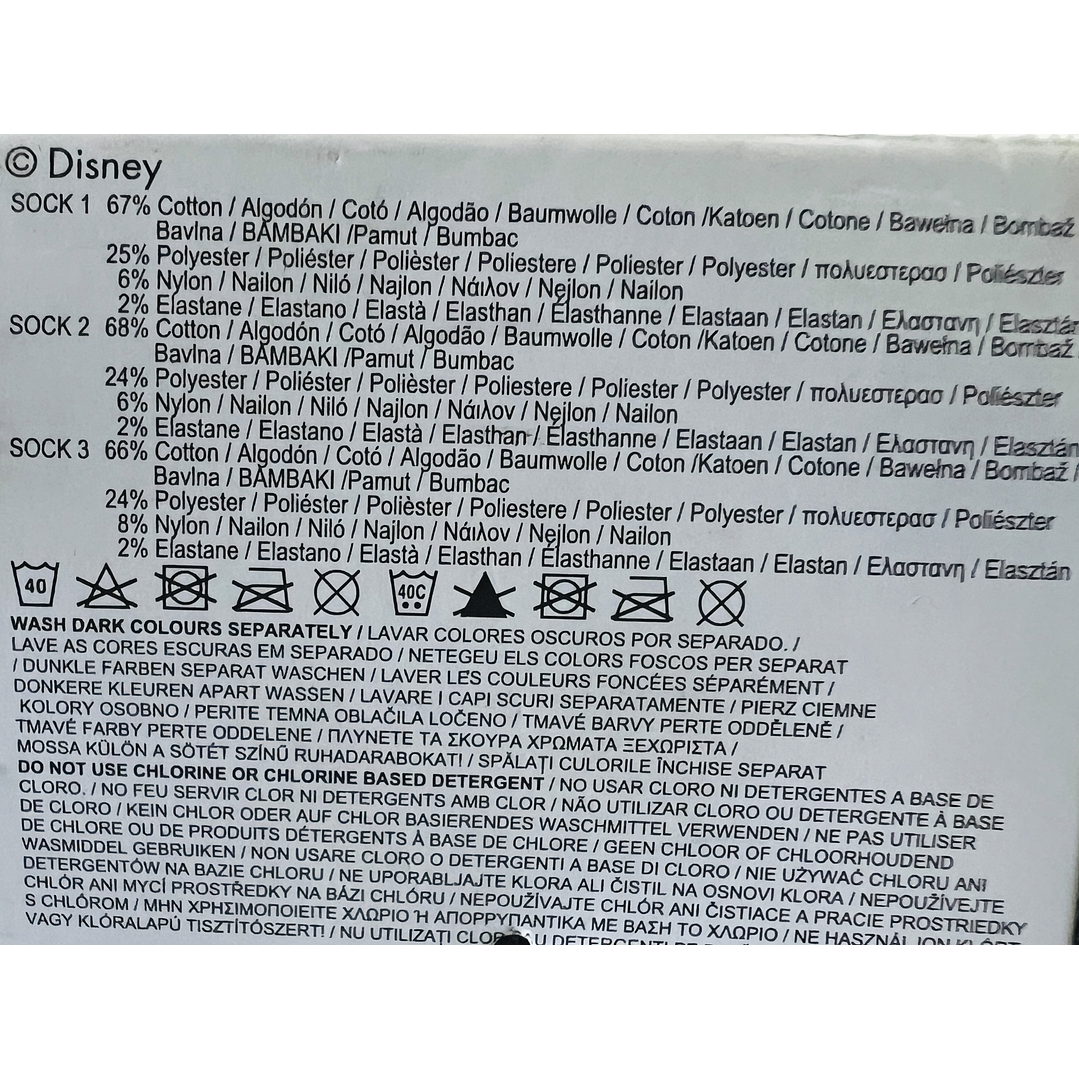 © Disney
SOCK 1 67% Cotton / Algodón / Cotó / Algodão / Baumwolle / Coton /Katoen / Cotone / Bawełna / Bombaž
Bavlna / BAMBAKI /Pamut / Bumbac
25% Polyester / Poliéster / Polièster / Poliestere / Poliester / Polyester / πολυεστερασ / Poliészter
6% Nylon / Nailon / Niló / Najlon / Νάιλον / Nejlon / Nailon
2% Elastane / Elastano / Elastà / Elasthan / Élasthanne / Elastaan / Elastan / Ελαστανη / Elasztán
SOCK 2 68% Cotton / Algodón / Cotó / Algodão / Baumwolle / Coton /Katoen / Cotone / Bawełna / Bombaž
Bavlna / BAMBAKI /Pamut / Bumbac
24% Polyester / Poliéster / Polièster / Poliestere / Poliester / Polyester / πολυεστερασ / Poliészter
6% Nylon / Nailon / Niló / Najlon / Νάιλον / Nejlon / Nailon
2% Elastane / Elastano / Elastà / Elasthan / Élasthanne / Elastaan / Elastan / Ελαστανη / Elasztán
SOCK 3 66% Cotton / Algodón / Cotó / Algodão / Baumwolle / Coton /Katoen / Cotone / Bawełna / Bombaž /
Bavlna / BAMBAKI /Pamut / Bumbac
24% Polyester / Poliéster / Polièster / Poliestere / Poliester / Polyester / πολυεστερασ / Poliészter
8% Nylon / Nailon / Niló / Najlon / Νάιλον / Nejlon / Nailon
2% Elastane / Elastano / Elastà / Elasthan / Élasthanne / Elastaan / Elastan / Ελαστανη / Elasztán
40 40C
WASH DARK COLOURS SEPARATELY / LAVAR COLORES OSCUROS POR SEPARADO. /
LAVE AS CORES ESCURAS EM SEPARADO / NETEGEU ELS COLORS FOSCOS PER SEPARAT
/ DUNKLE FARBEN SEPARAT WASCHEN / LAVER LES COULEURS FONCÉES SÉPARÉMENT /
DONKERE KLEUREN APART WASSEN / LAVARE I CAPI SCURI SEPARATAMENTE / PIERZ CIEMNE
KOLORY OSOBNO / PERITE TEMNA OBLAČILA LOČENO / TMAVÉ BARVY PERTE ODDĚLENĚ /
TMAVÉ FARBY PERTE ODDELENE / ΠΛΥΝΕΤΕ ΤΑ ΣΚΟΥΡΑ ΧΡΩΜΑΤΑ ΞΕΧΩΡΙΣΤΑ /
MOSSA KÜLÖN A SÖTÉT SZÍNŰ RUHADARABOKAT! / SPĂLAȚI CULORILE ÎNCHISE SEPARAT
DO NOT USE CHLORINE OR CHLORINE BASED DETERGENT / NO USAR CLORO NI DETERGENTES A BASE DE
CLORO. / NO FEU SERVIR CLOR NI DETERGENTS AMB CLOR / NÃO UTILIZAR CLORO OU DETERGENTE À BASE
DE CLORO / KEIN CHLOR ODER AUF CHLOR BASIERENDES WASCHMITTEL VERWENDEN / NE PAS UTILISER
DE CHLORE OU DE PRODUITS DÉTERGENTS À BASE DE CHLORE / GEEN CHLOOR OF CHLOORHOUDEND
WASMIDDEL GEBRUIKEN / NON USARE CLORO O DETERGENTI A BASE DI CLORO / NIE UŻYWAĆ CHLORU ANI
DETERGENTÓW NA BAZIE CHLORU / NE UPORABLJAJTE KLORA ALI ČISTIL NA OSNOVI KLORA / NEPOUŽÍVEJTE
CHLÓR ANI MYCÍ PROSTŘEDKY NA BÁZI CHLÓRU / NEPOUŽÍVAJTE CHLÓR ANI ČISTIACE A PRACIE PROSTRIEDKY
S CHLÓROM / ΜΗΝ ΧΡΗΣΙΜΟΠΟΙΕΙΤΕ ΧΛΩΡΙΟ Ή ΑΠΟΡΡΥΠΑΝΤΙΚΑ ΜΕ ΒΑΣΗ ΤΟ ΧΛΩΡΙΟ / NE HASZNÁLJON KLÓRT
VAGY KLÓRALAPÚ TISZTÍTÓSZERT! / NU UTILIZAȚI CLOR